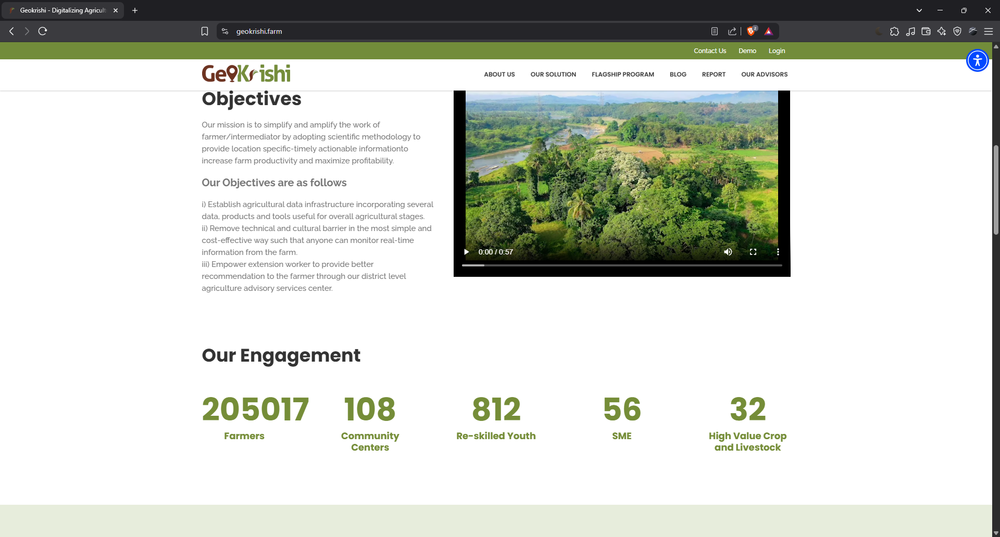 Geokrishi - Digitalizing Agricult
geokrishi.farm
2
Contact Us Demo Login
GeoKrishi
ABOUT US OUR SOLUTION FLAGSHIP PROGRAM BLOG REPORT OUR ADVISORS
Objectives
Our mission is to simplify and amplify the work of
farmer/intermediator by adopting scientific methodology to
provide location specific-timely actionable informationto
increase farm productivity and maximize profitability.
Our Objectives are as follows
i) Establish agricultural data infrastructure incorporating several
data, products and tools useful for overall agricultural stages.
ii) Remove technical and cultural barrier in the most simple and
cost-effective way such that anyone can monitor real-time
information from the farm.
iii) Empower extension worker to provide better
recommendation to the farmer through our district level
agriculture advisory services center.
0:00 / 0:57
Our Engagement
205017 108 812 56 32
Farmers Community Re-skilled Youth SME High Value Crop
Centers and Livestock